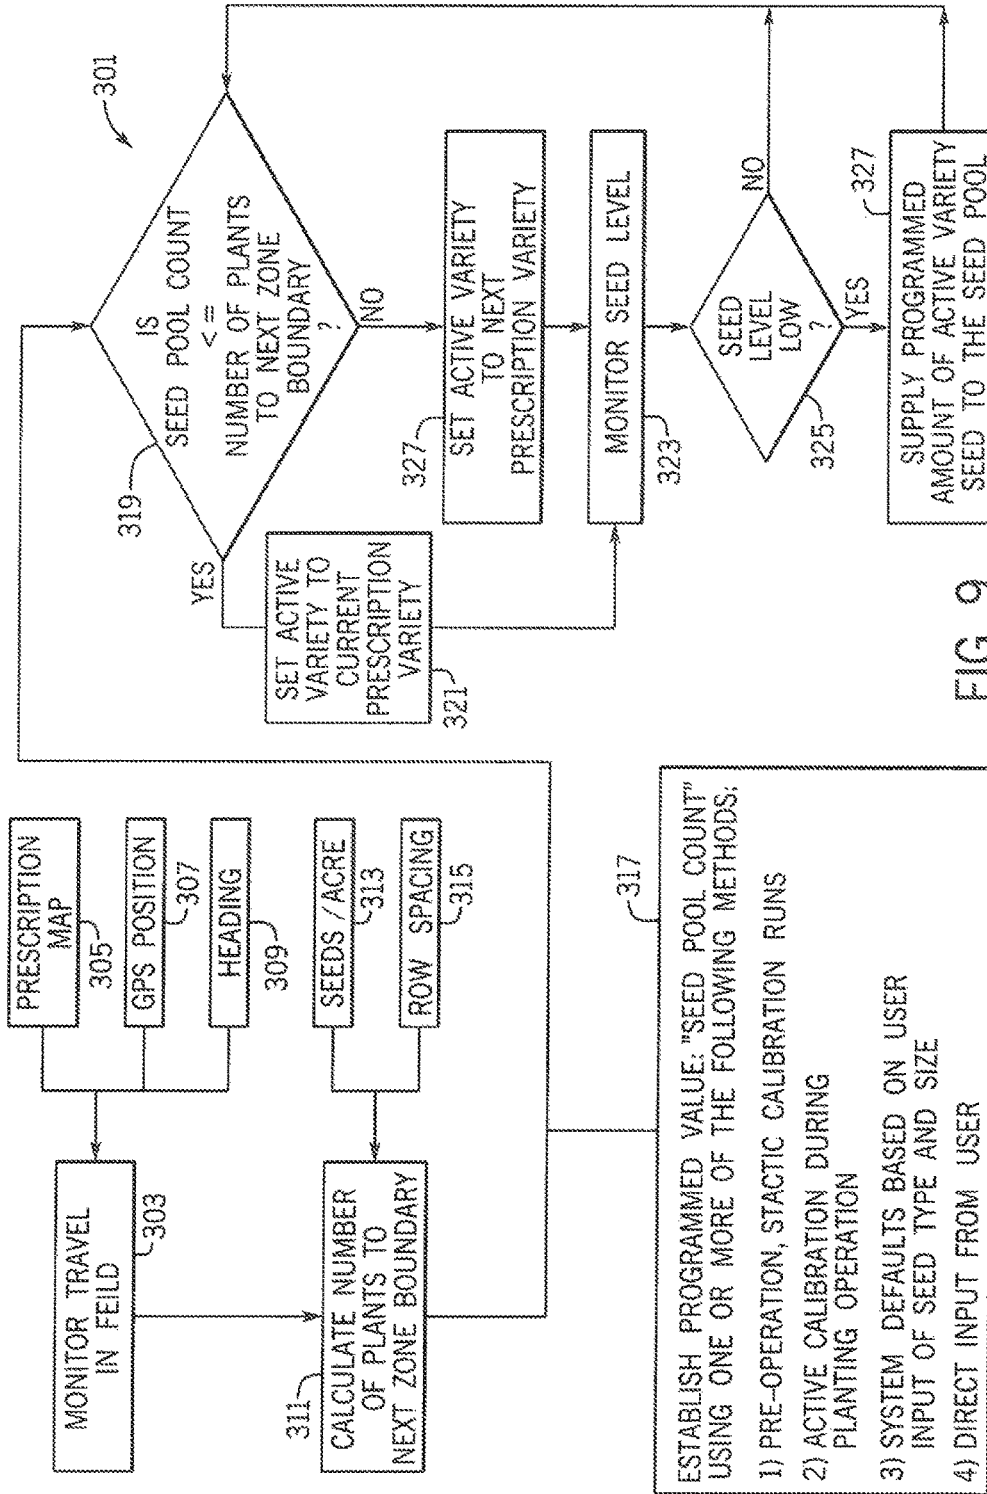 301
PRESCRIPTION
MAP
305
GPS POSITION
307
HEADING
309
SEEDS/ACRE
313
ROW SPACING
315
MONITOR TRAVEL
IN FEILD
303
311
CALCULATE NUMBER
OF PLANTS TO
NEXT ZONE BOUNDARY
ESTABLISH PROGRAMMED VALUE: "SEED POOL COUNT"
USING ONE OR MORE OF THE FOLLOWING METHODS:
1) PRE-OPERATION, STACTIC CALIBRATION RUNS
2) ACTIVE CALIBRATION DURING
PLANTING OPERATION
3) SYSTEM DEFAULTS BASED ON USER
INPUT OF SEED TYPE AND SIZE
4) DIRECT INPUT FROM USER
317
319
IS
SEED POOL COUNT
<=
NUMBER OF PLANTS
TO NEXT ZONE
BOUNDARY
?
YES
NO
SET ACTIVE
VARIETY TO
CURRENT
PRESCRIPTION
VARIETY
321
327
SET ACTIVE VARIETY
TO NEXT
PRESCRIPTION VARIETY
MONITOR SEED LEVEL
323
SEED
LEVEL
LOW
?
325
NO
YES
327
SUPPLY PROGRAMMED
AMOUNT OF ACTIVE VARIETY
SEED TO THE SEED POOL
FIG. 9